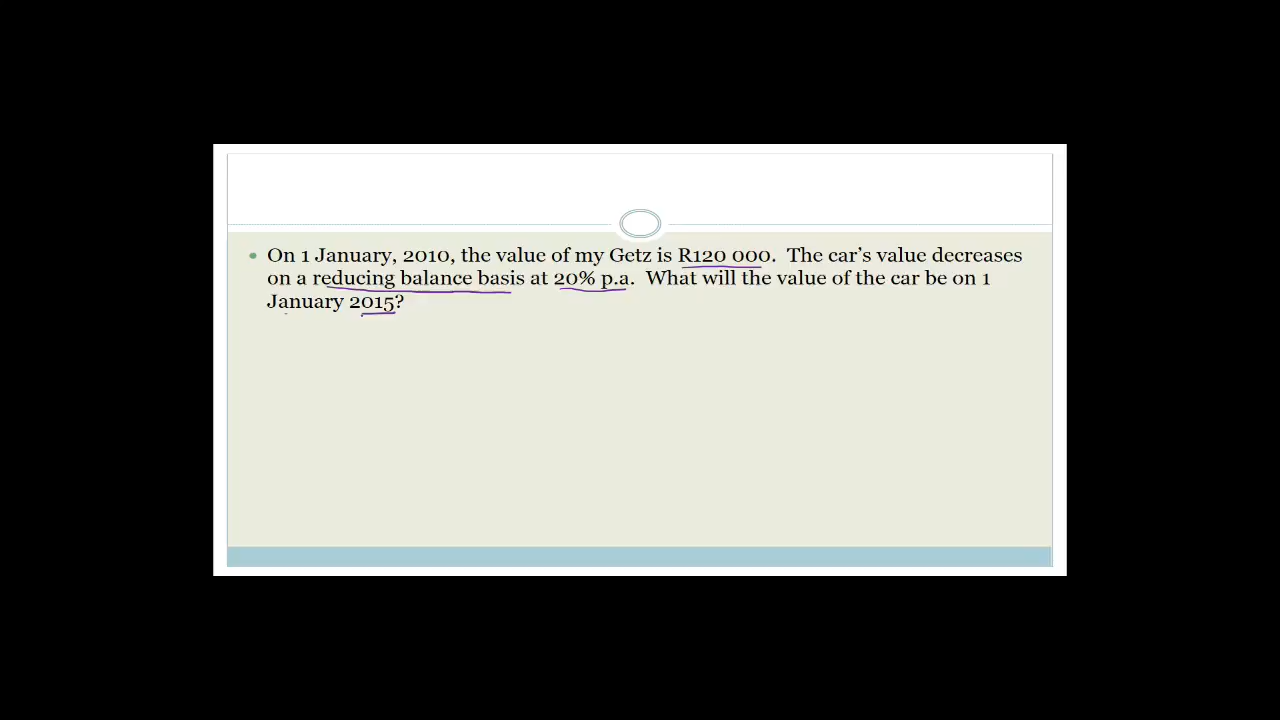 On 1 January, 2010, the value of my Getz is R120 000. The car's value decreases
on a reducing balance basis at 20% p.a. What will the value of the car be on 1
January 2015?